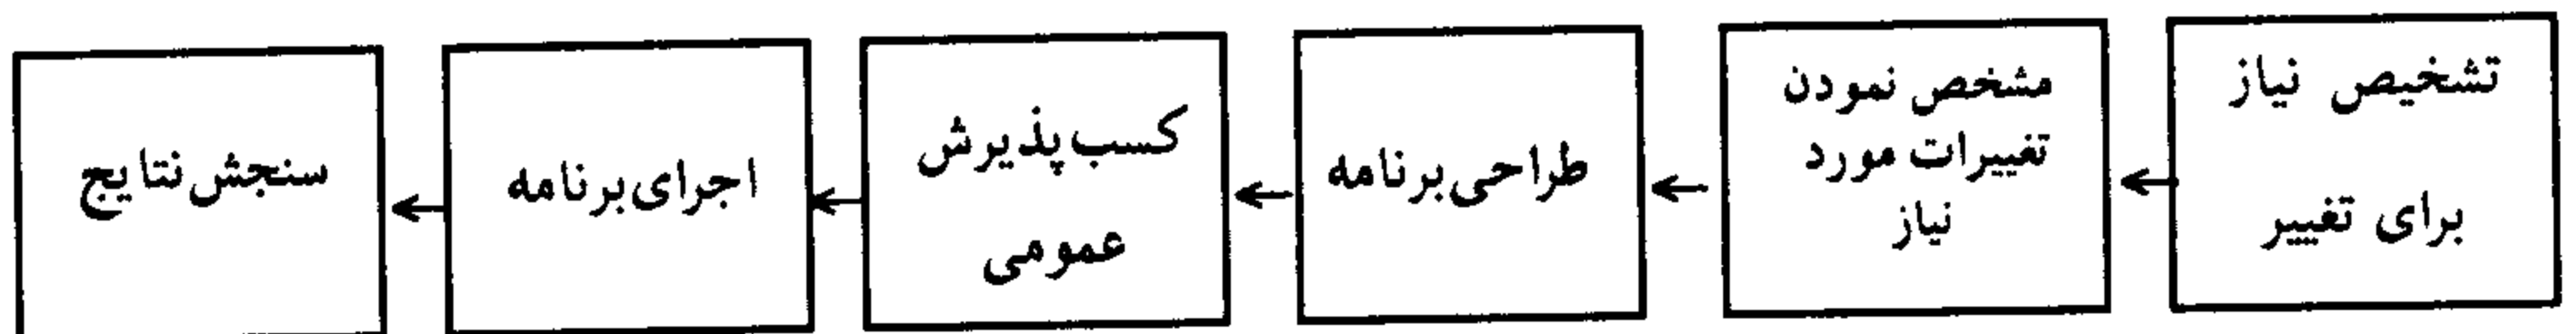 تشخیص نیاز
برای تغییر
مشخص نمودن
تغییرات مورد
نیاز
طراحی برنامه
کسب پذیرش
عمومی
اجرای برنامه
سنجش نتایج